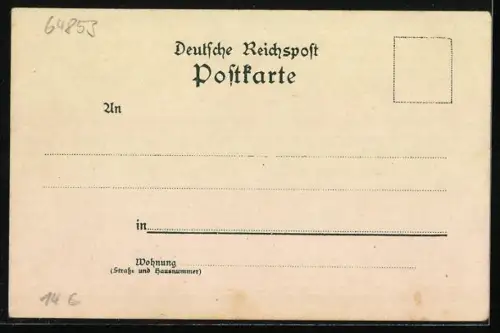 64853
Deutsche Reichspost
Postkarte
An
in
Wohnung
(Straße und Hausnummer)
14 €